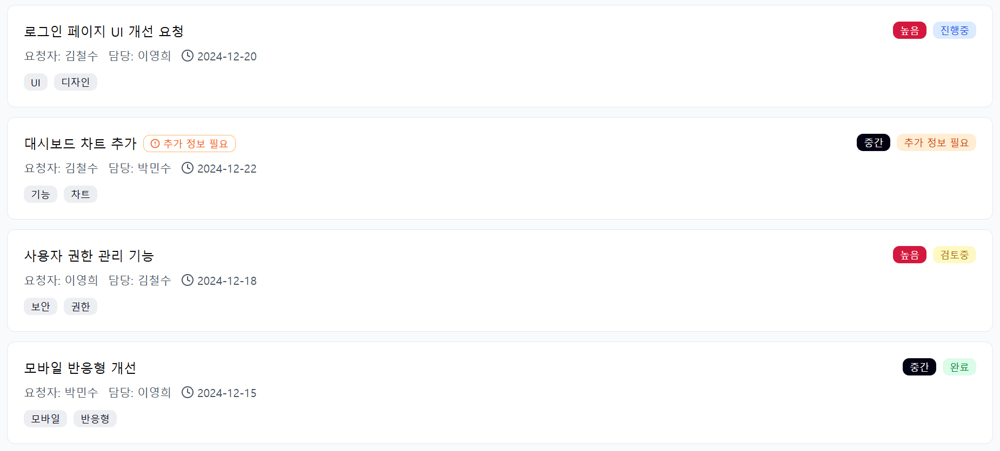 로그인 페이지 UI 개선 요청 높음 진행중
요청자: 김철수 담당: 이영희 2024-12-20
UI 디자인
대시보드 차트 추가 추가 정보 필요 중간 추가 정보 필요
요청자: 김철수 담당: 박민수 2024-12-22
기능 차트
사용자 권한 관리 기능 높음 검토중
요청자: 이영희 담당: 김철수 2024-12-18
보안 권한
모바일 반응형 개선 중간 완료
요청자: 박민수 담당: 이영희 2024-12-15
모바일 반응형